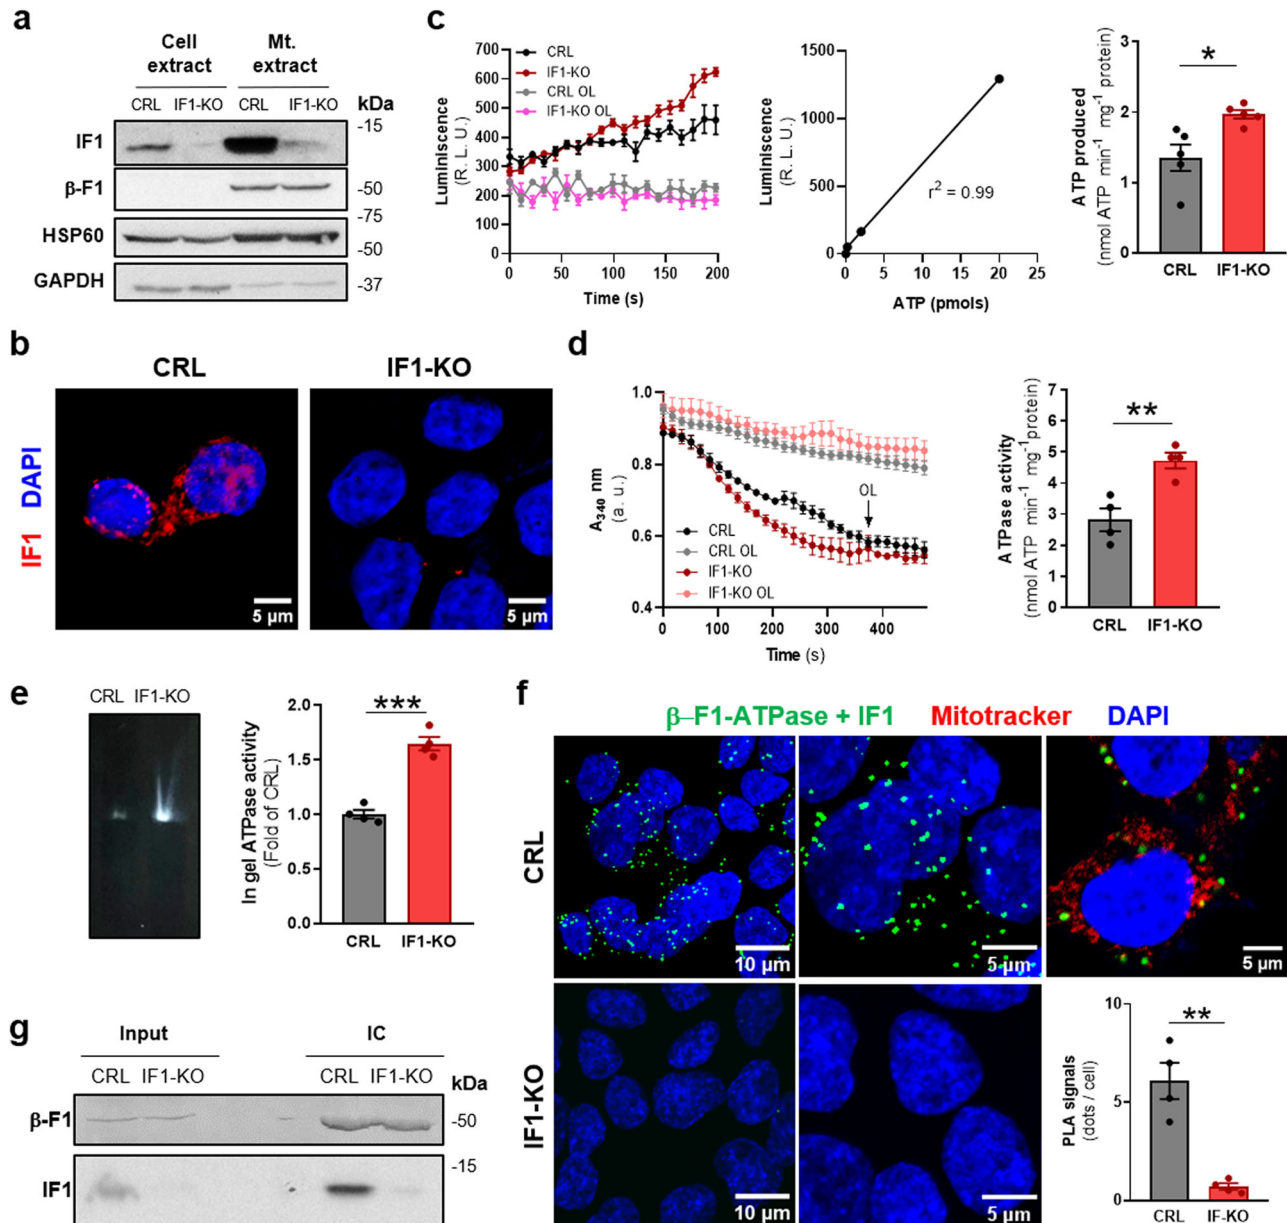 a
Cell extract
Mt. extract
CRL IF1-KO CRL IF1-KO kDa
IF1 -15
β-F1 -50
-75
HSP60 -50
GAPDH -37
b
CRL IF1-KO
IF1 DAPI
5 µm 5 µm
c
CRL
IF1-KO
CRL OL
IF1-KO OL
Luminiscence
(R. L. U.)
700
600
500
400
300
200
100
0
0 50 100 150 200
Time (s)
Luminiscence
(R. L. U.)
1500
1000
500
0
r² = 0.99
0 5 10 15 20 25
ATP (pmols)
ATP produced
(nmol ATP min⁻¹ mg⁻¹ protein)
3
2
1
0
*
CRL IF1-KO
d
A₃₄₀ nm
(a. u.)
1.0
0.8
0.6
0.4
OL
CRL
CRL OL
IF1-KO
IF1-KO OL
0 100 200 300 400
Time (s)
ATPase activity
(nmol ATP min⁻¹ mg⁻¹protein)
7
6
5
4
3
2
1
0
**
CRL IF1-KO
e
CRL IF1-KO
In gel ATPase activity
(Fold of CRL)
2.0
1.5
1.0
0.5
0.0
***
CRL IF1-KO
f
β–F1-ATPase + IF1 Mitotracker DAPI
CRL
10 µm 5 µm 5 µm
IF1-KO
10 µm 5 µm
PLA signals
(dots / cell)
10
5
0
**
CRL IF-KO
g
Input IC
CRL IF1-KO CRL IF1-KO kDa
β-F1 -50
-15
IF1